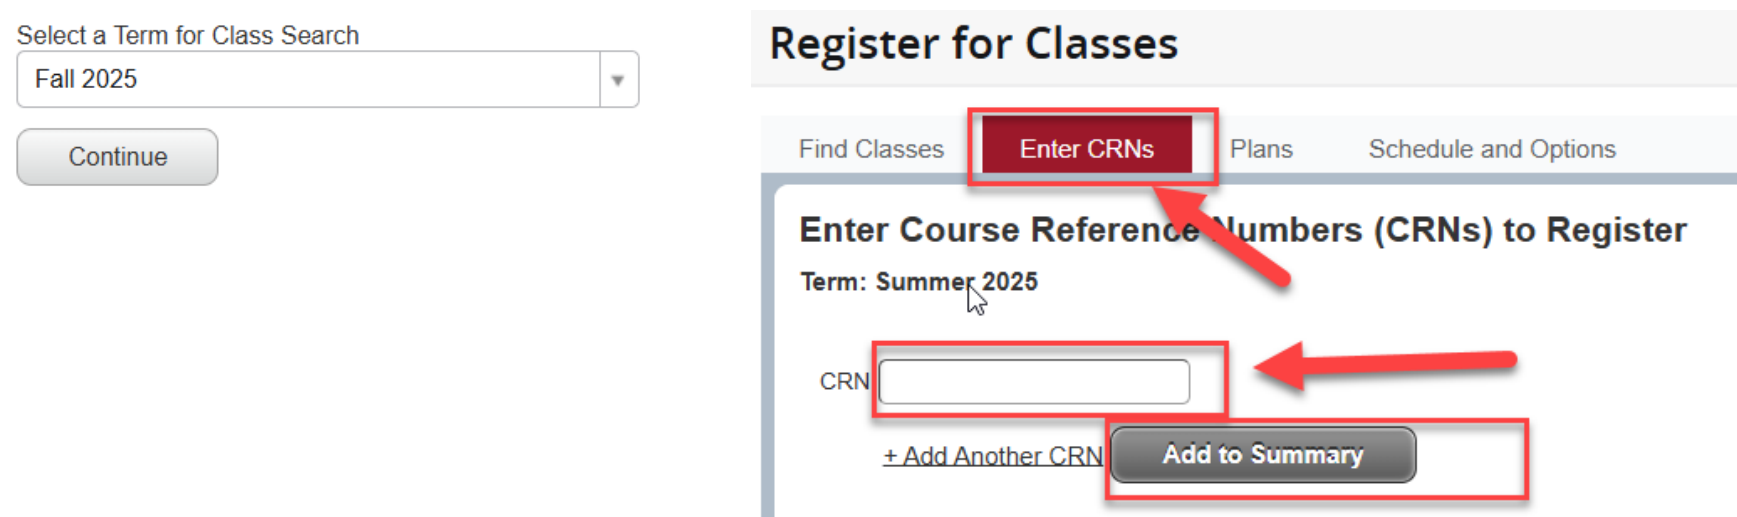 Select a Term for Class Search
Fall 2025
Continue
Register for Classes
Find Classes Enter CRNs Plans Schedule and Options
Enter Course Reference Numbers (CRNs) to Register
Term: Summer 2025
CRN
+ Add Another CRN Add to Summary